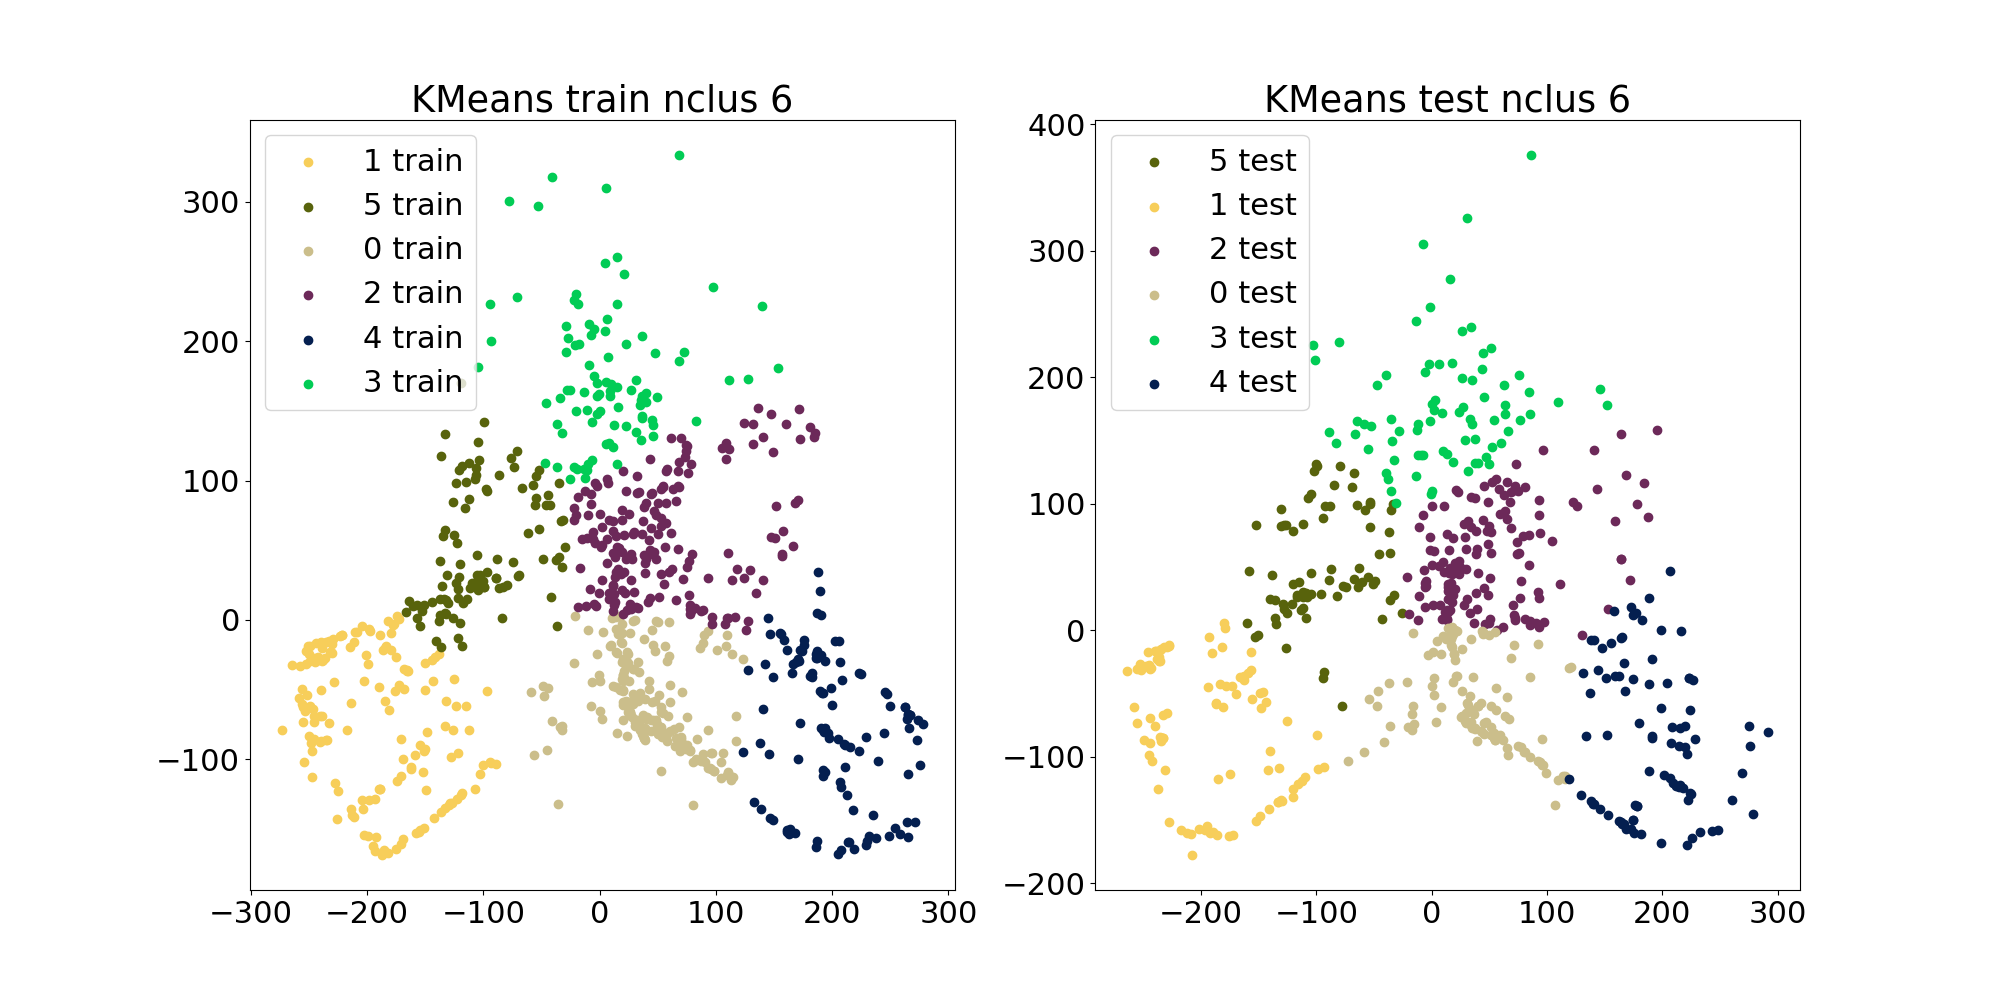 KMeans train nclus 6
1 train
5 train
0 train
2 train
4 train
3 train
300
200
100
0
−100
−300 −200 −100 0 100 200 300
KMeans test nclus 6
5 test
1 test
2 test
0 test
3 test
4 test
400
300
200
100
0
−100
−200
−200 −100 0 100 200 300